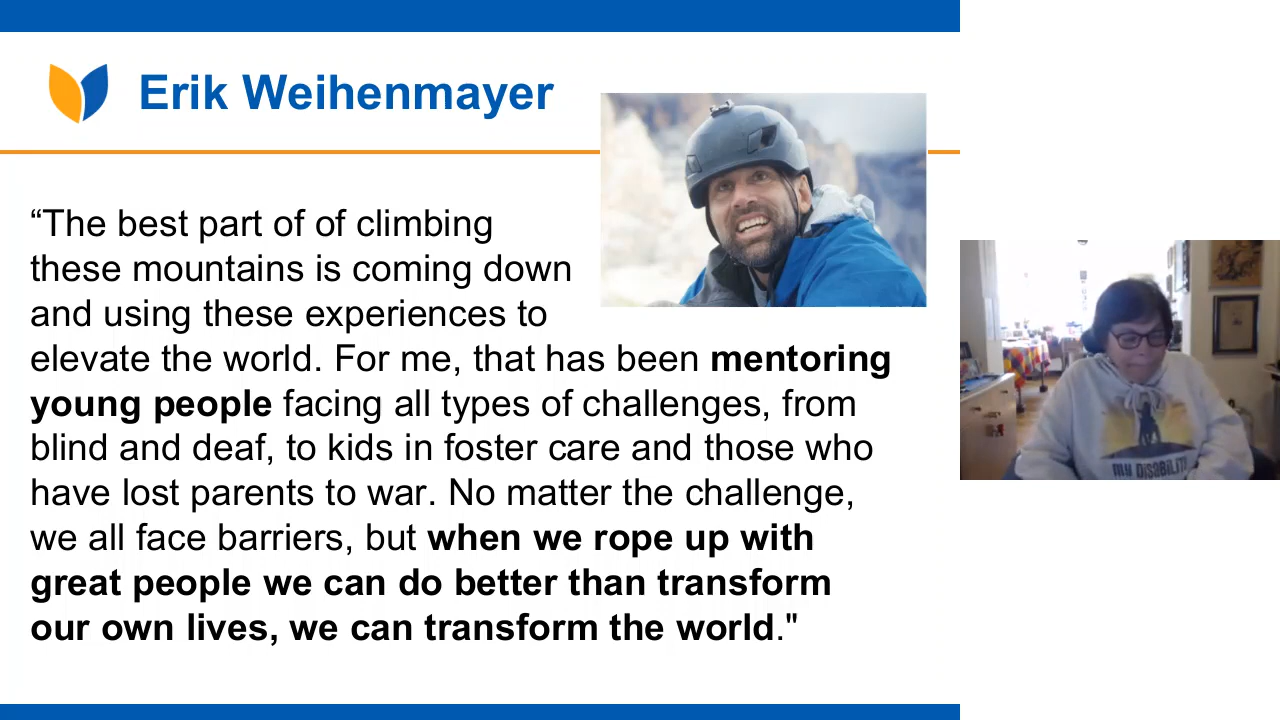 Erik Weihenmayer
“The best part of of climbing
these mountains is coming down
and using these experiences to
elevate the world. For me, that has been mentoring
young people facing all types of challenges, from
blind and deaf, to kids in foster care and those who
have lost parents to war. No matter the challenge,
we all face barriers, but when we rope up with
great people we can do better than transform
our own lives, we can transform the world."
MY DISABILIT